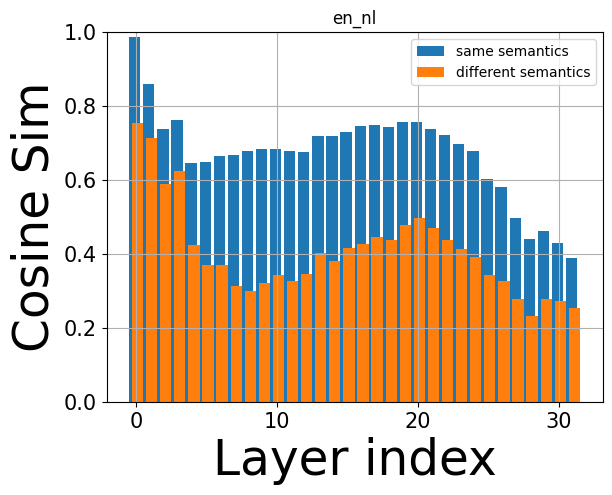 en_nl
same semantics
different semantics
Cosine Sim
1.0
0.8
0.6
0.4
0.2
0.0
0 10 20 30
Layer index